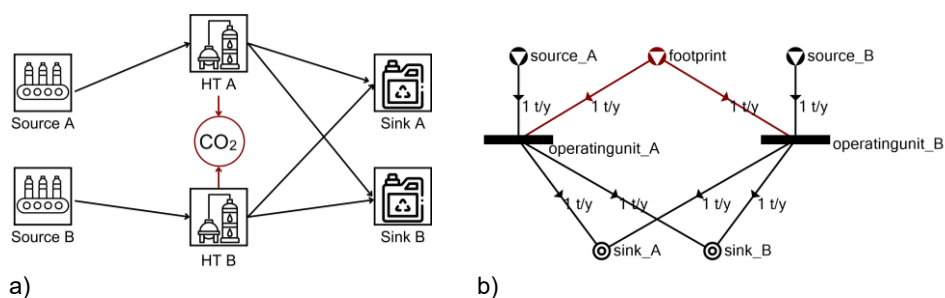 HT A
Source A
Sink A
CO₂
Source B
Sink B
HT B
a)
source_A
footprint
source_B
1 t/y
1 t/y
1 t/y
1 t/y
operatingunit_A
operatingunit_B
1 t/y
1 t/y
1 t/y
1 t/y
sink_A
sink_B
b)